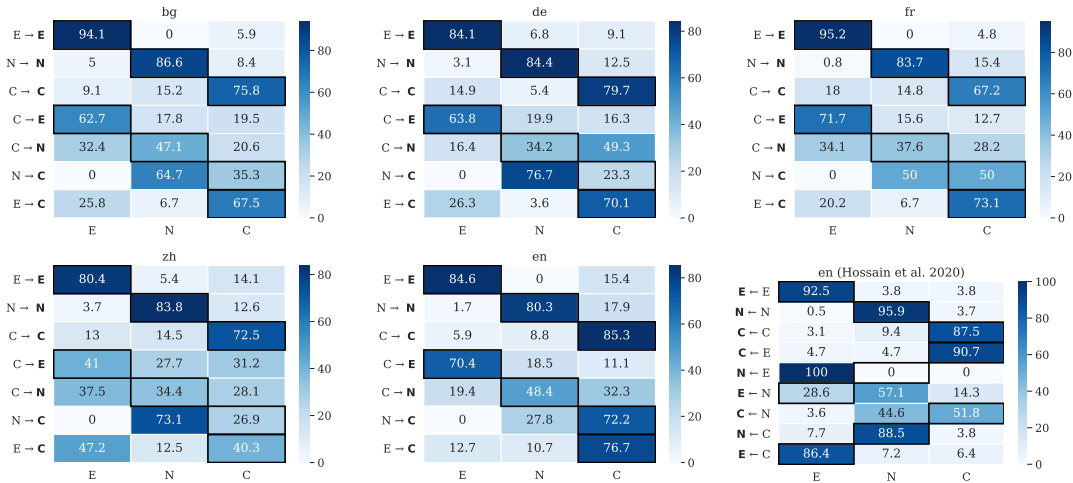 bg
E → E 94.1 0 5.9
N → N 5 86.6 8.4
C → C 9.1 15.2 75.8
C → E 62.7 17.8 19.5
C → N 32.4 47.1 20.6
N → C 0 64.7 35.3
E → C 25.8 6.7 67.5
E N C
80
60
40
20
0
de
84.1 6.8 9.1
3.1 84.4 12.5
14.9 5.4 79.7
63.8 19.9 16.3
16.4 34.2 49.3
0 76.7 23.3
26.3 3.6 70.1
E → E
N → N
C → C
C → E
C → N
N → C
E → C
E N C
80
60
40
20
0
fr
E → E 95.2 0 4.8
N → N 0.8 83.7 15.4
C → C 18 14.8 67.2
C → E 71.7 15.6 12.7
C → N 34.1 37.6 28.2
N → C 0 50 50
E → C 20.2 6.7 73.1
E N C
80
60
40
20
0
zh
E → E 80.4 5.4 14.1
N → N 3.7 83.8 12.6
C → C 13 14.5 72.5
C → E 41 27.7 31.2
C → N 37.5 34.4 28.1
N → C 0 73.1 26.9
E → C 47.2 12.5 40.3
E N C
80
60
40
20
0
en
E → E 84.6 0 15.4
N → N 1.7 80.3 17.9
C → C 5.9 8.8 85.3
C → E 70.4 18.5 11.1
C → N 19.4 48.4 32.3
N → C 0 27.8 72.2
E → C 12.7 10.7 76.7
E N C
80
60
40
20
0
en (Hossain et al. 2020)
E ← E 92.5 3.8 3.8
N ← N 0.5 95.9 3.7
C ← C 3.1 9.4 87.5
C ← E 4.7 4.7 90.7
N ← E 100 0 0
E ← N 28.6 57.1 14.3
C ← N 3.6 44.6 51.8
N ← C 7.7 88.5 3.8
E ← C 86.4 7.2 6.4
E N C
100
80
60
40
20
0